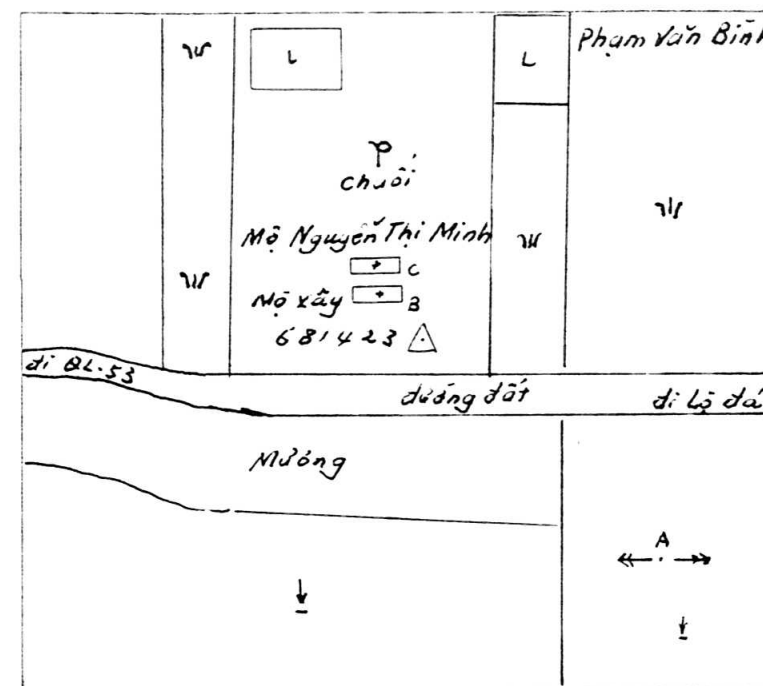 L
L
Phạm Văn Bính
chuối
Mộ Nguyễn Thị Minh
C
Mộ xây
B
681423
đi QL.53
đường đất
đi Lộ đá
Mương
A